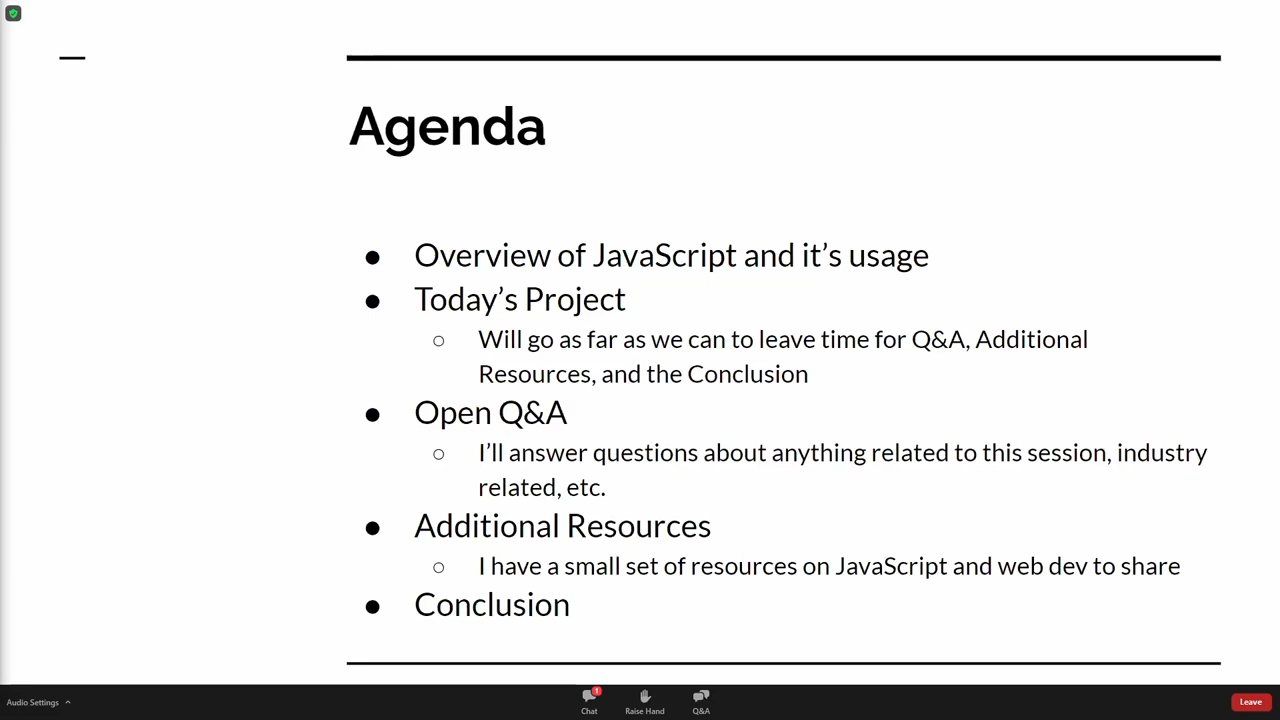 Agenda
● Overview of JavaScript and it’s usage
● Today’s Project
○ Will go as far as we can to leave time for Q&A, Additional
Resources, and the Conclusion
● Open Q&A
○ I’ll answer questions about anything related to this session, industry
related, etc.
● Additional Resources
○ I have a small set of resources on JavaScript and web dev to share
● Conclusion
Audio Settings
1
Chat
Raise Hand
Q&A
Leave